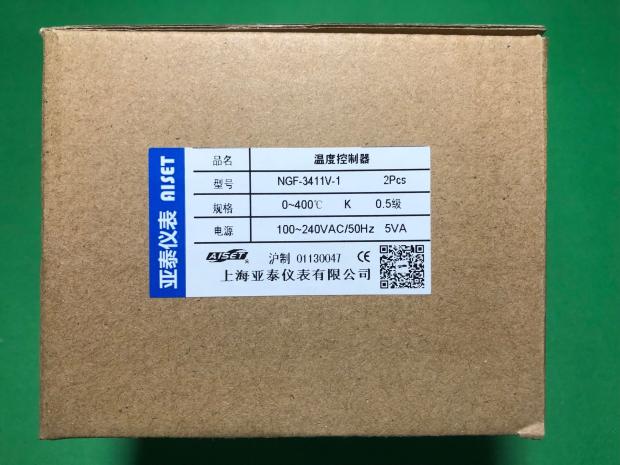 亚泰仪表 AISET
品名 温度控制器
型号 NGF-3411V-1 2Pcs
规格 0~400℃ K 0.5级
电源 100~240VAC/50Hz 5VA
AISET ® 沪制 01130047 CE
上海亚泰仪表有限公司